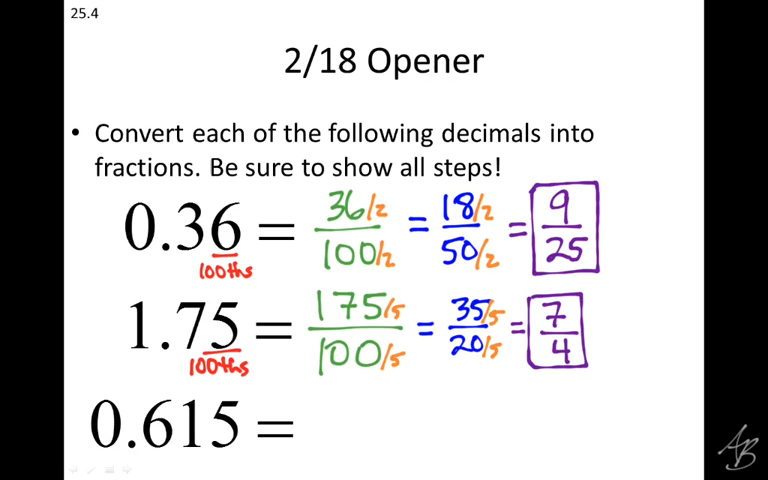 25.4
2/18 Opener
• Convert each of the following decimals into
fractions. Be sure to show all steps!
0.36 = 36/2 / 100/2 = 18/2 / 50/2 = 9/25
100ths
1.75 = 175/5 / 100/5 = 35/5 / 20/5 = 7/4
100ths
0.615 =
AB